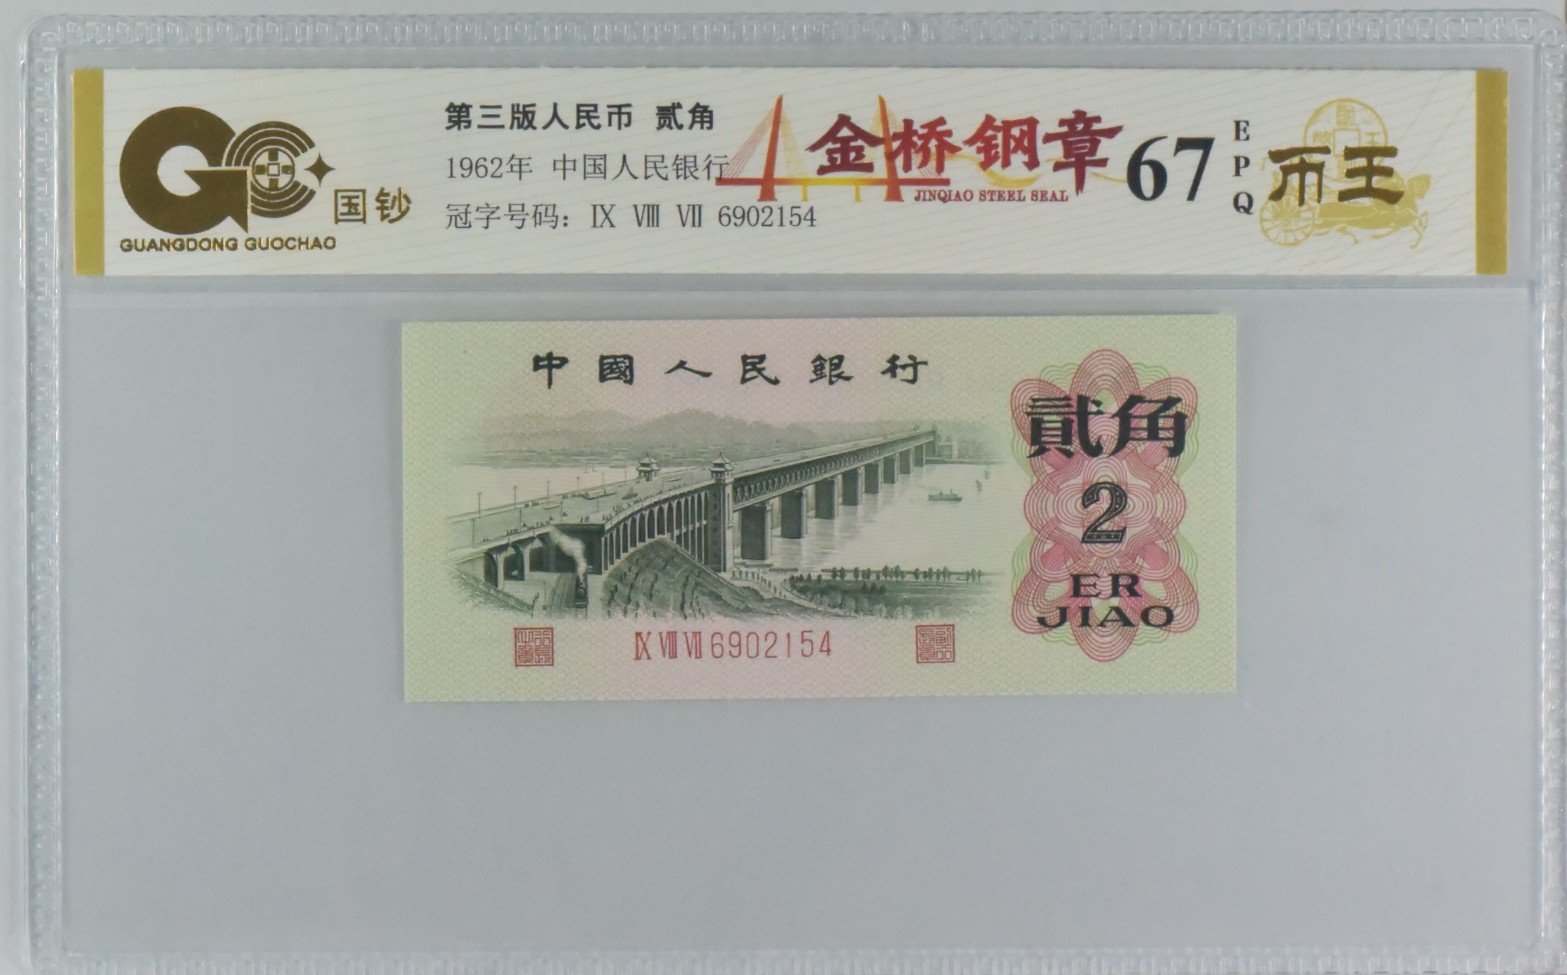 国钞
GUANGDONG GUOCHAO
第三版人民币 贰角
1962年 中国人民银行
冠字号码：Ⅸ Ⅷ Ⅶ 6902154
金桥钢章
JINQIAO STEEL SEAL
67
EPQ
币王
中國人民銀行
貳角
2
ER
JIAO
Ⅸ Ⅷ Ⅶ 6902154